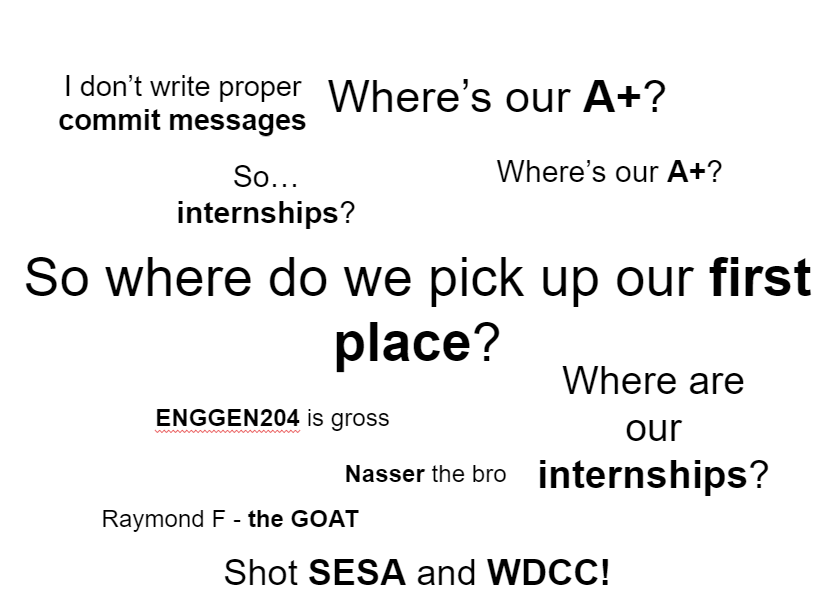 I don’t write proper
commit messages
Where’s our A+?
So…
internships?
Where’s our A+?
So where do we pick up our first
place?
Where are
our
internships?
ENGGEN204 is gross
Nasser the bro
Raymond F - the GOAT
Shot SESA and WDCC!